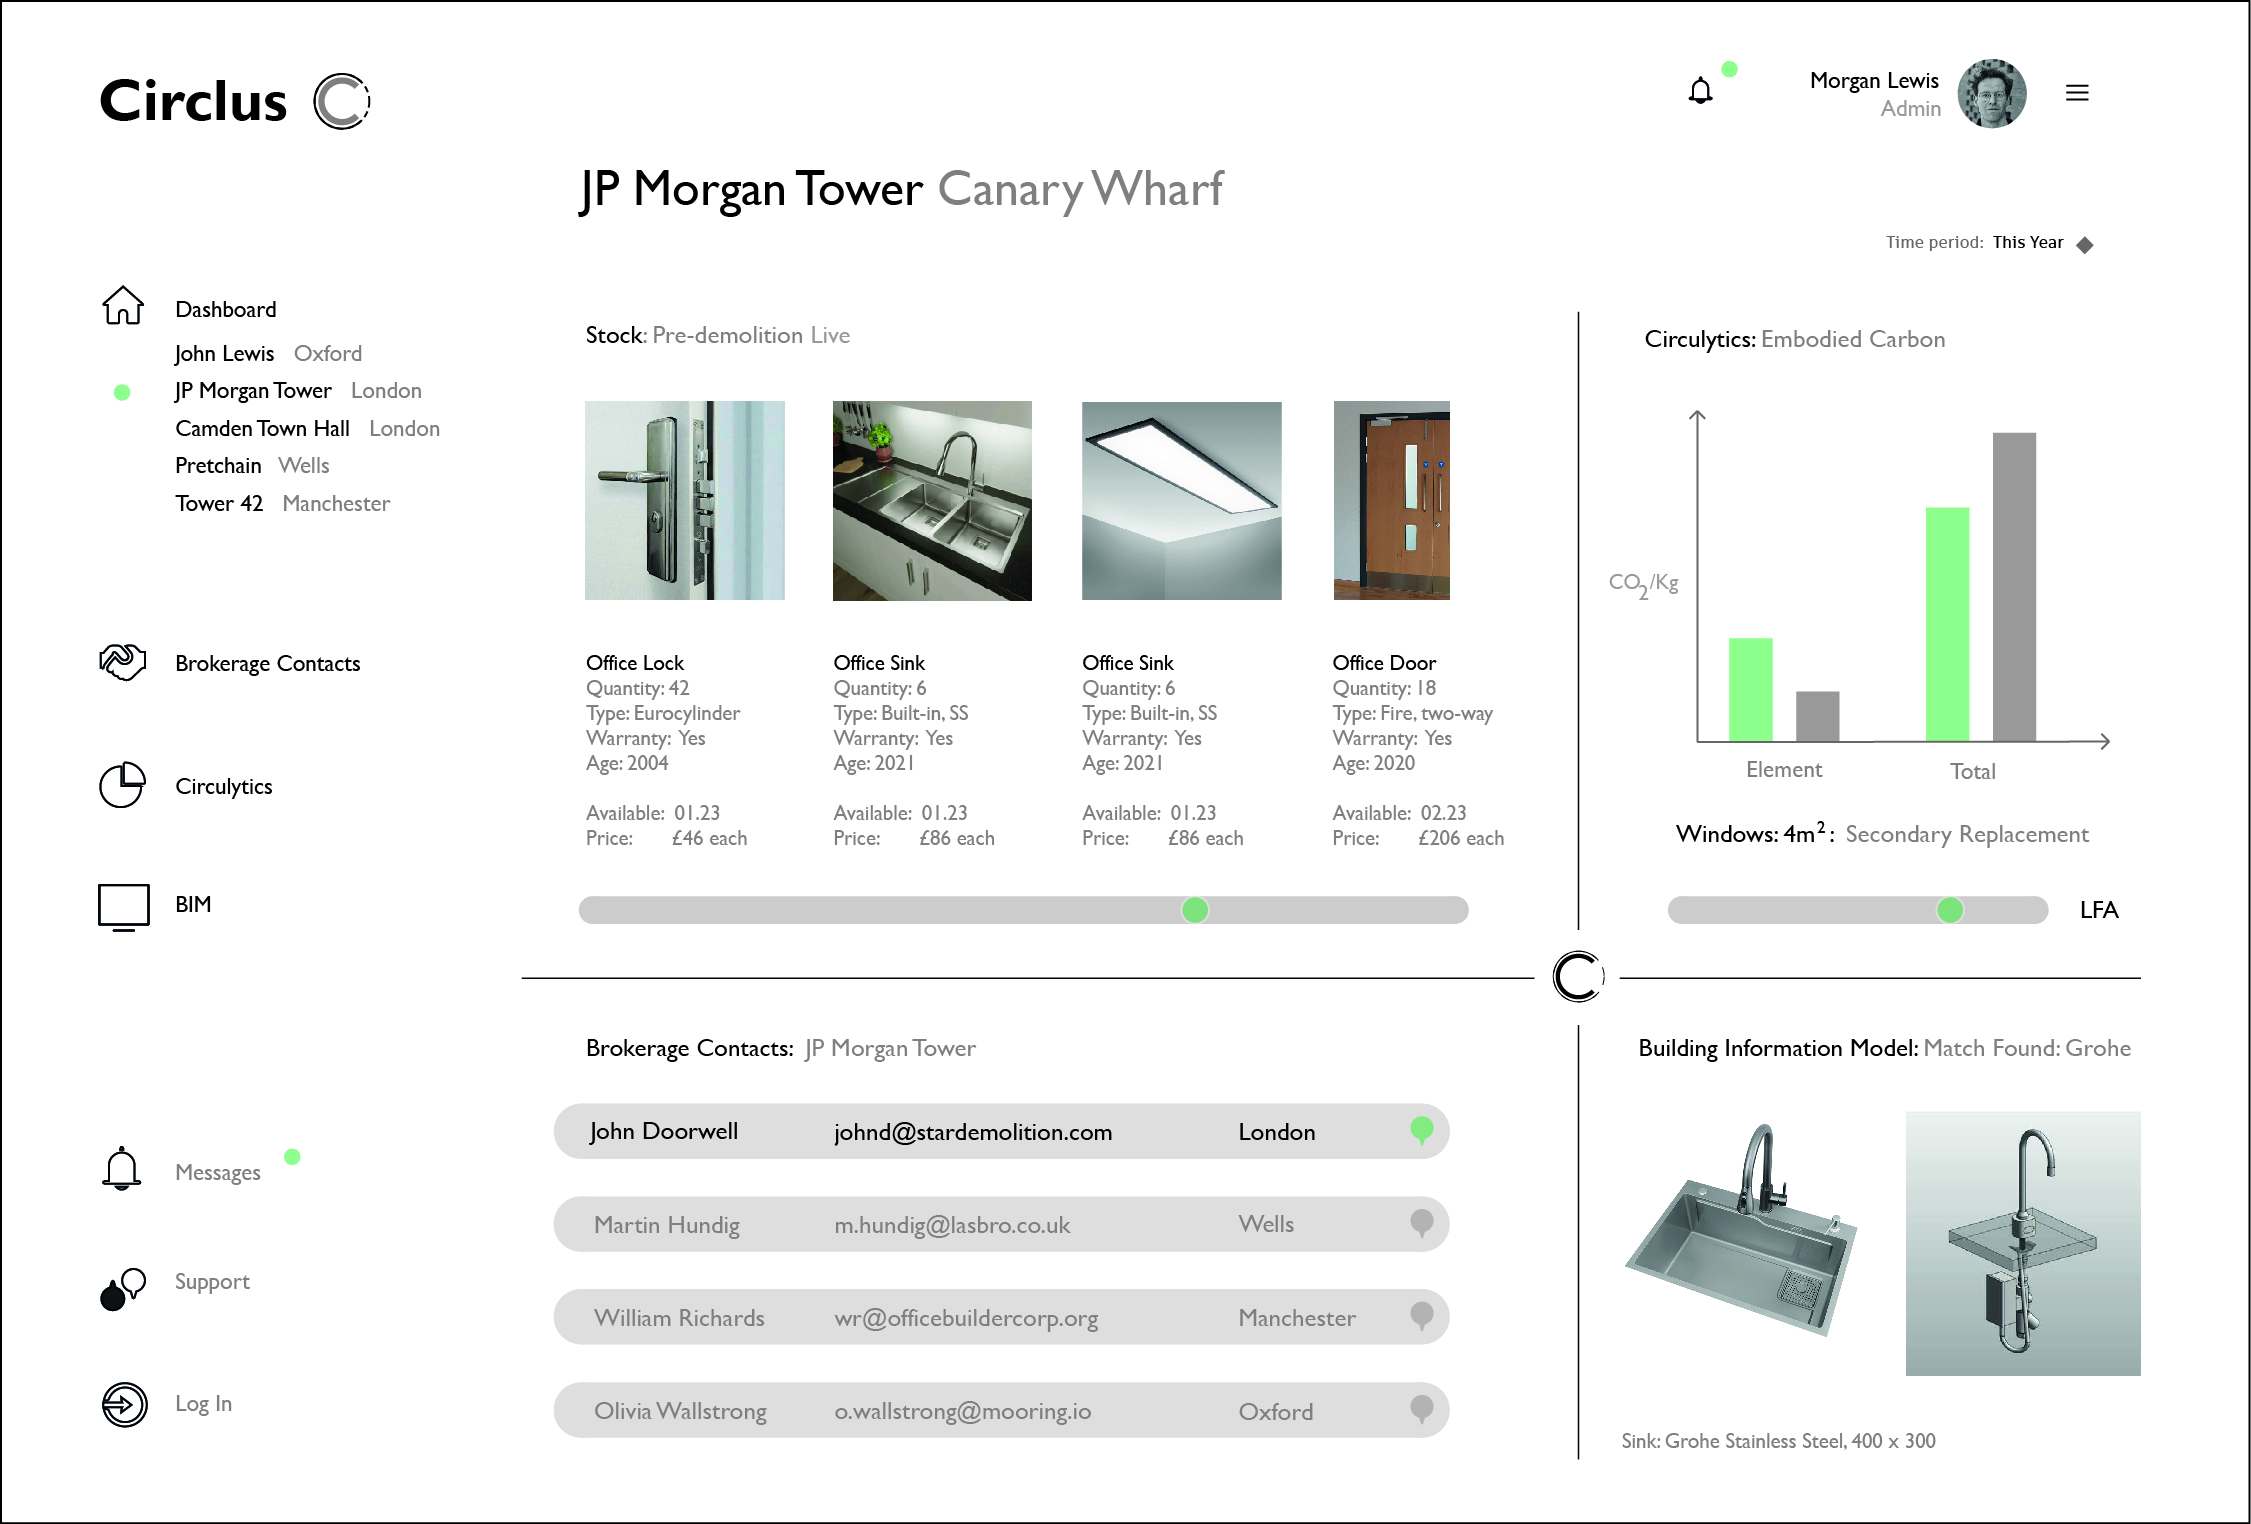 Circlus
Morgan Lewis
Admin
JP Morgan Tower Canary Wharf
Time period: This Year
Dashboard
John Lewis Oxford
JP Morgan Tower London
Camden Town Hall London
Pretchain Wells
Tower 42 Manchester
Brokerage Contacts
Circulytics
BIM
Messages
Support
Log In
Stock: Pre-demolition Live
Office Lock
Quantity: 42
Type: Eurocylinder
Warranty: Yes
Age: 2004
Available: 01.23
Price: £46 each
Office Sink
Quantity: 6
Type: Built-in, SS
Warranty: Yes
Age: 2021
Available: 01.23
Price: £86 each
Office Sink
Quantity: 6
Type: Built-in, SS
Warranty: Yes
Age: 2021
Available: 01.23
Price: £86 each
Office Door
Quantity: 18
Type: Fire, two-way
Warranty: Yes
Age: 2020
Available: 02.23
Price: £206 each
Circulytics: Embodied Carbon
CO2/Kg
Element
Total
Windows: 4m²: Secondary Replacement
LFA
Brokerage Contacts: JP Morgan Tower
John Doorwell johnd@stardemolition.com London
Martin Hundig m.hundig@lasbro.co.uk Wells
William Richards wr@officebuildercorp.org Manchester
Olivia Wallstrong o.wallstrong@mooring.io Oxford
Building Information Model: Match Found: Grohe
Sink: Grohe Stainless Steel, 400 x 300